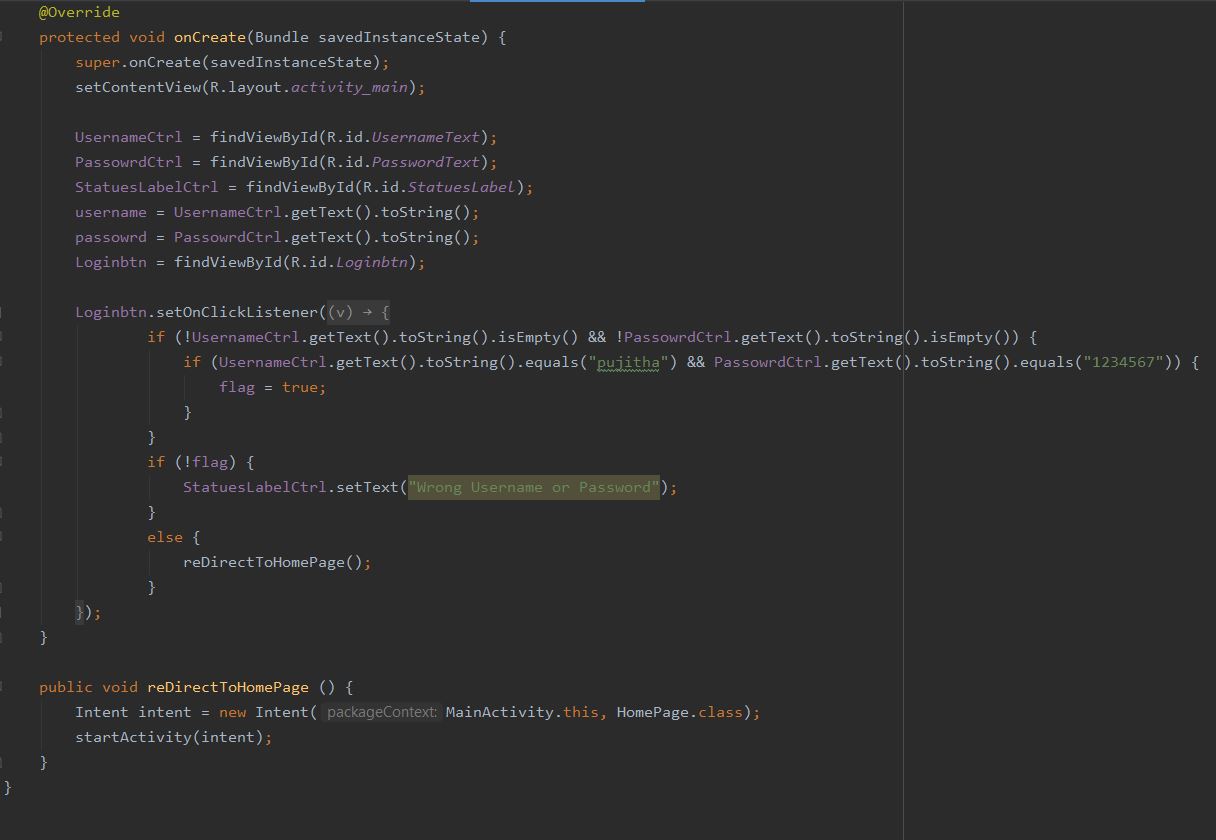 @Override
protected void onCreate(Bundle savedInstanceState) {
super.onCreate(savedInstanceState);
setContentView(R.layout.activity_main);
UsernameCtrl = findViewById(R.id.UsernameText);
PassowrdCtrl = findViewById(R.id.PasswordText);
StatuesLabelCtrl = findViewById(R.id.StatuesLabel);
username = UsernameCtrl.getText().toString();
passowrd = PassowrdCtrl.getText().toString();
Loginbtn = findViewById(R.id.Loginbtn);
Loginbtn.setOnClickListener((v) → {
if (!UsernameCtrl.getText().toString().isEmpty() && !PassowrdCtrl.getText().toString().isEmpty()) {
if (UsernameCtrl.getText().toString().equals("pujitha") && PassowrdCtrl.getText().toString().equals("1234567")) {
flag = true;
}
}
if (!flag) {
StatuesLabelCtrl.setText("Wrong Username or Password");
}
else {
reDirectToHomePage();
}
});
}
public void reDirectToHomePage () {
Intent intent = new Intent( packageContext: MainActivity.this, HomePage.class);
startActivity(intent);
}
}